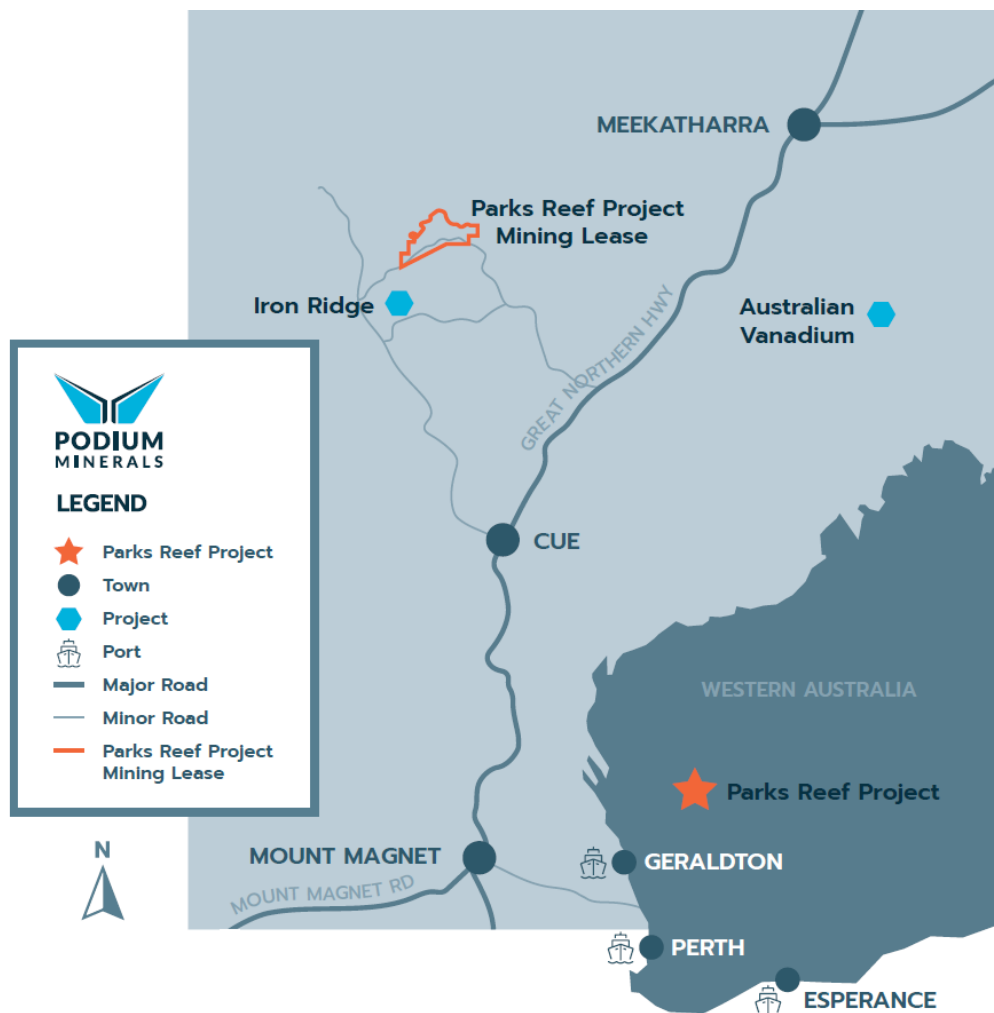 MEEKATHARRA
Parks Reef Project
Mining Lease
Iron Ridge
Australian
Vanadium
GREAT NORTHERN HWY
PODIUM
MINERALS
LEGEND
Parks Reef Project
Town
Project
Port
Major Road
Minor Road
Parks Reef Project
Mining Lease
CUE
WESTERN AUSTRALIA
Parks Reef Project
N
MOUNT MAGNET
MOUNT MAGNET RD
GERALDTON
PERTH
ESPERANCE